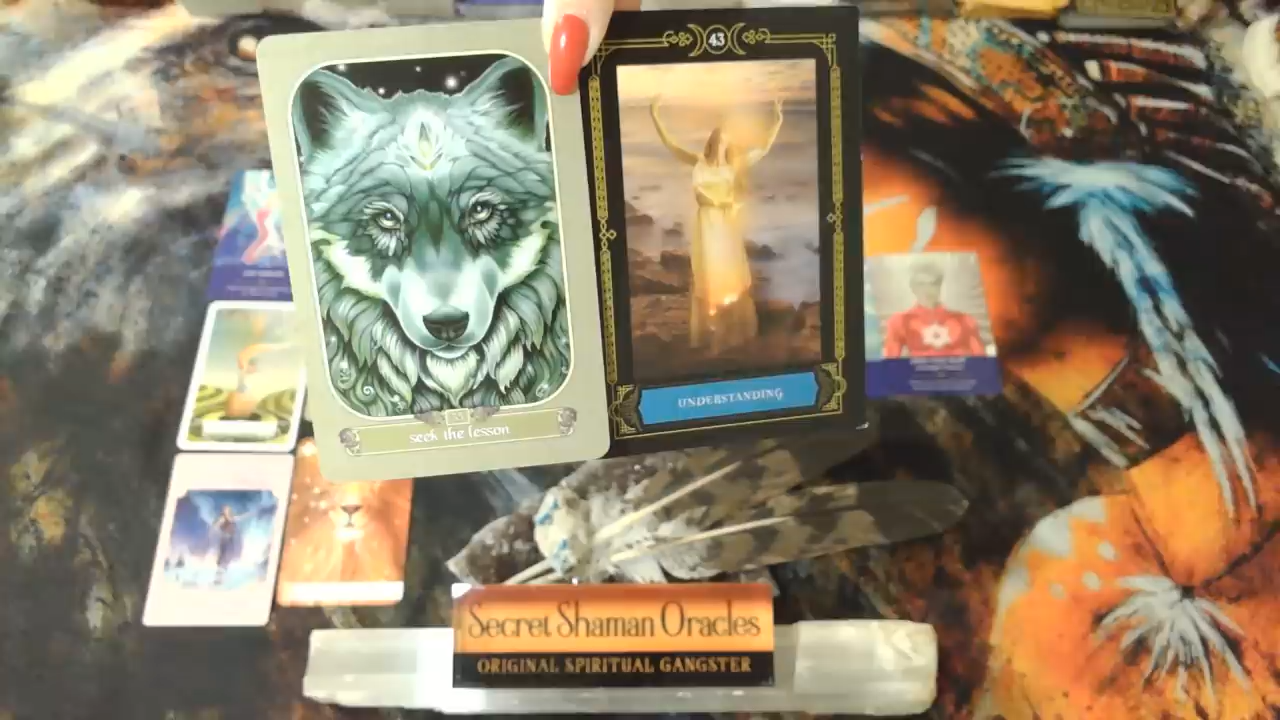 43
seek the lesson
UNDERSTANDING
Secret Shaman Oracles
ORIGINAL SPIRITUAL GANGSTER